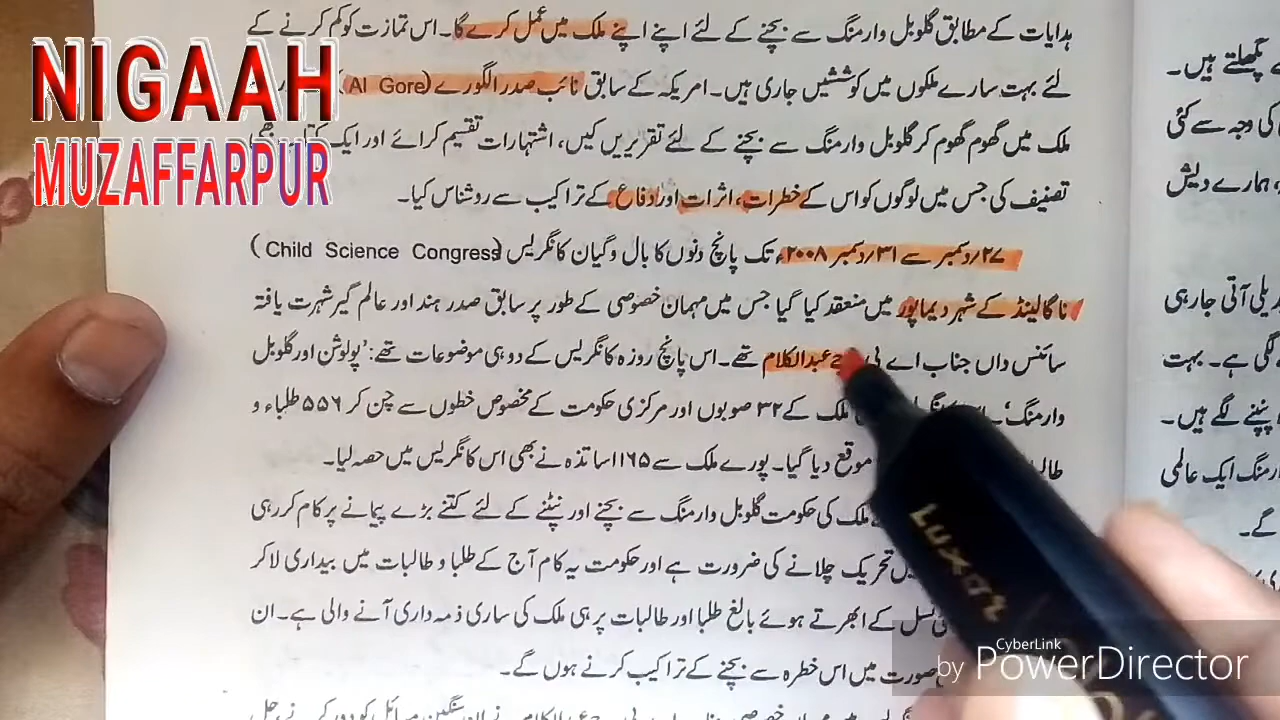 NIGAAH
MUZAFFARPUR
ہدایات کے مطابق گلوبل وارمنگ سے بچنے کے لئے اپنے اپنے ملک میں عمل کرے گا۔ اس تمازت کو کم کرنے کے
لئے بہت سارے ملکوں میں کوششیں جاری ہیں۔ امریکہ کے سابق نائب صدر الگورے (Al Gore)
ملک میں گھوم گھوم کر گلوبل وارمنگ سے بچنے کے لئے تقریریں کیں، اشتہارات تقسیم کرائے اور ایک
تصنیف کی جس میں لوگوں کو اس کے خطرات، اثرات اور دفاع کے تراکیب سے روشناس کیا۔
۲۷؍دسمبر سے ۳۱؍دسمبر ۲۰۰۸ء تک پانچ دنوں کا بال وگیان کانگریس (Child Science Congress)
ناگالینڈ کے شہر دیماپور میں منعقد کیا گیا جس میں مہمان خصوصی کے طور پر سابق صدر ہند اور عالم گیر شہرت یافتہ
سائنس داں جناب اے پی جے عبدالکلام تھے۔ اس پانچ روزہ کانگریس کے دو ہی موضوعات تھے: ’پولوشن اور گلوبل
وارمنگ‘۔ ملک کے ۳۲ صوبوں اور مرکزی حکومت کے مخصوص خطوں سے چن کر ۵۵۶ طلباء و
موقع دیا گیا۔ پورے ملک سے ۱۱۶۵ اساتذہ نے بھی اس کانگریس میں حصہ لیا۔
ملک کی حکومت گلوبل وارمنگ سے بچنے اور نپٹنے کے لئے کتنے بڑے پیمانے پر کام کر رہی
تحریک چلانے کی ضرورت ہے اور حکومت یہ کام آج کے طلبا و طالبات میں بیداری لا کر
نسل کے ابھرتے ہوئے بالغ طلبا اور طالبات پر ہی ملک کی ساری ذمہ داری آنے والی ہے۔ ان
صورت میں اس خطرہ سے بچنے کے تراکیب کرنے ہوں گے۔
پگھلتے ہیں۔
کی وجہ سے کئی
ہمارے دیش
یلی آتی جارہی
لگی ہے۔ بہت
پنپنے لگے ہیں۔
ارمنگ ایک عالمی
گے۔
Luxor
CyberLink
by PowerDirector